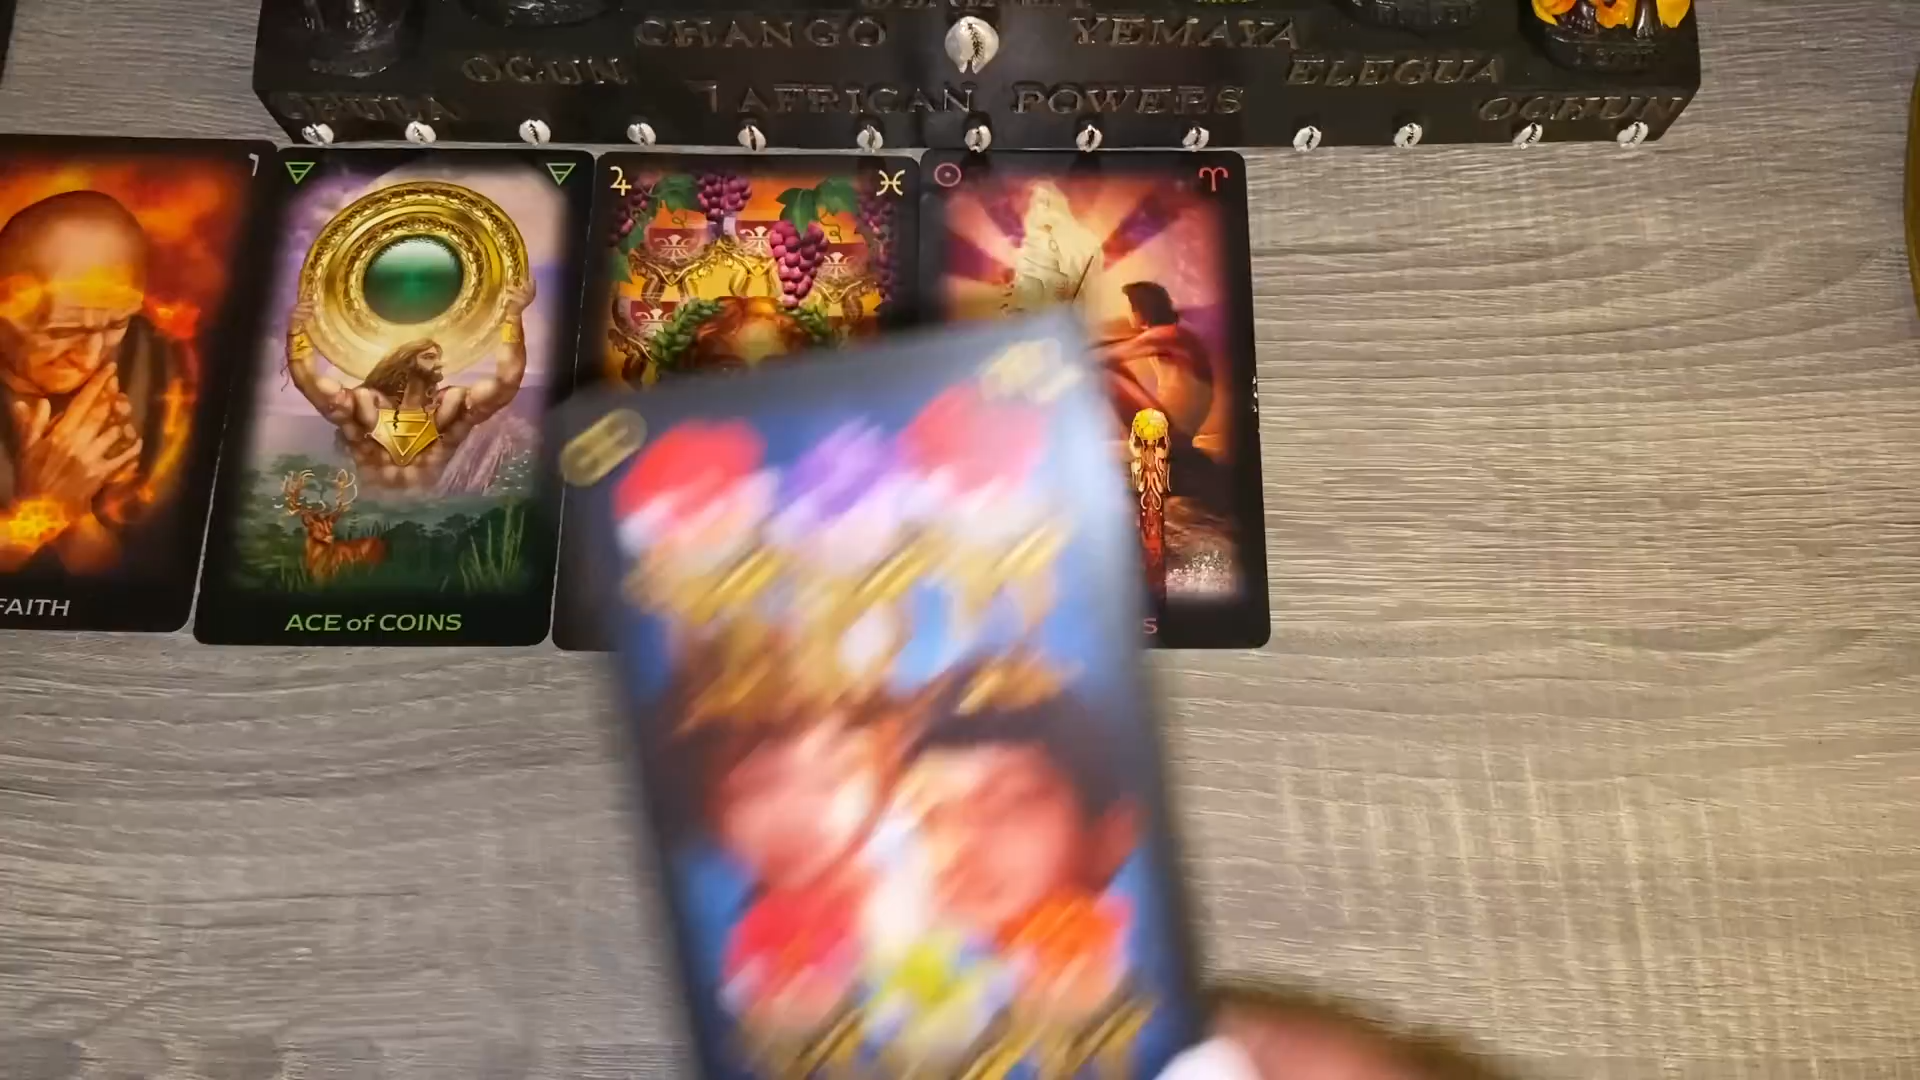 CHANGO
YEMAYA
OGUN
ELEGUA
7 AFRICAN POWERS
OCHUN
FAITH
ACE of COINS
S